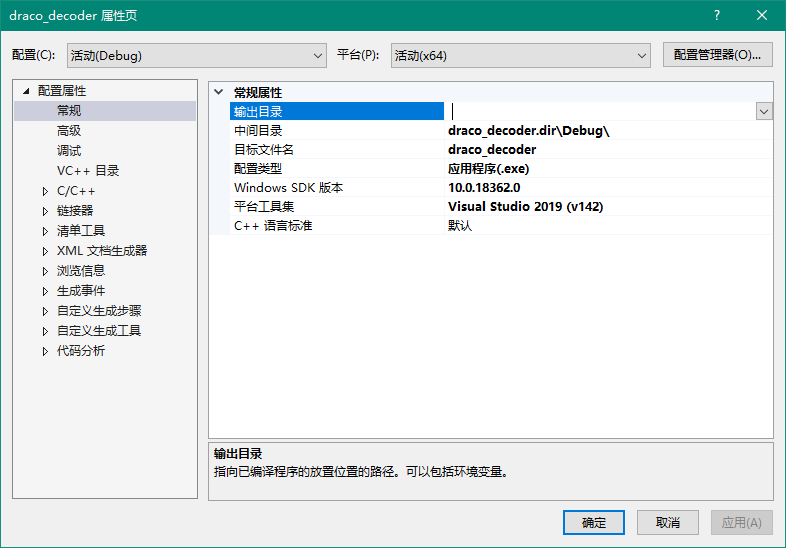 draco_decoder 属性页
配置(C): 活动(Debug) 平台(P): 活动(x64) 配置管理器(O)...
配置属性
常规
高级
调试
VC++ 目录
C/C++
链接器
清单工具
XML 文档生成器
浏览信息
生成事件
自定义生成步骤
自定义生成工具
代码分析
常规属性
输出目录
中间目录 draco_decoder.dir\Debug\
目标文件名 draco_decoder
配置类型 应用程序(.exe)
Windows SDK 版本 10.0.18362.0
平台工具集 Visual Studio 2019 (v142)
C++ 语言标准 默认
输出目录
指向已编译程序的放置位置的路径。可以包括环境变量。
确定 取消 应用(A)